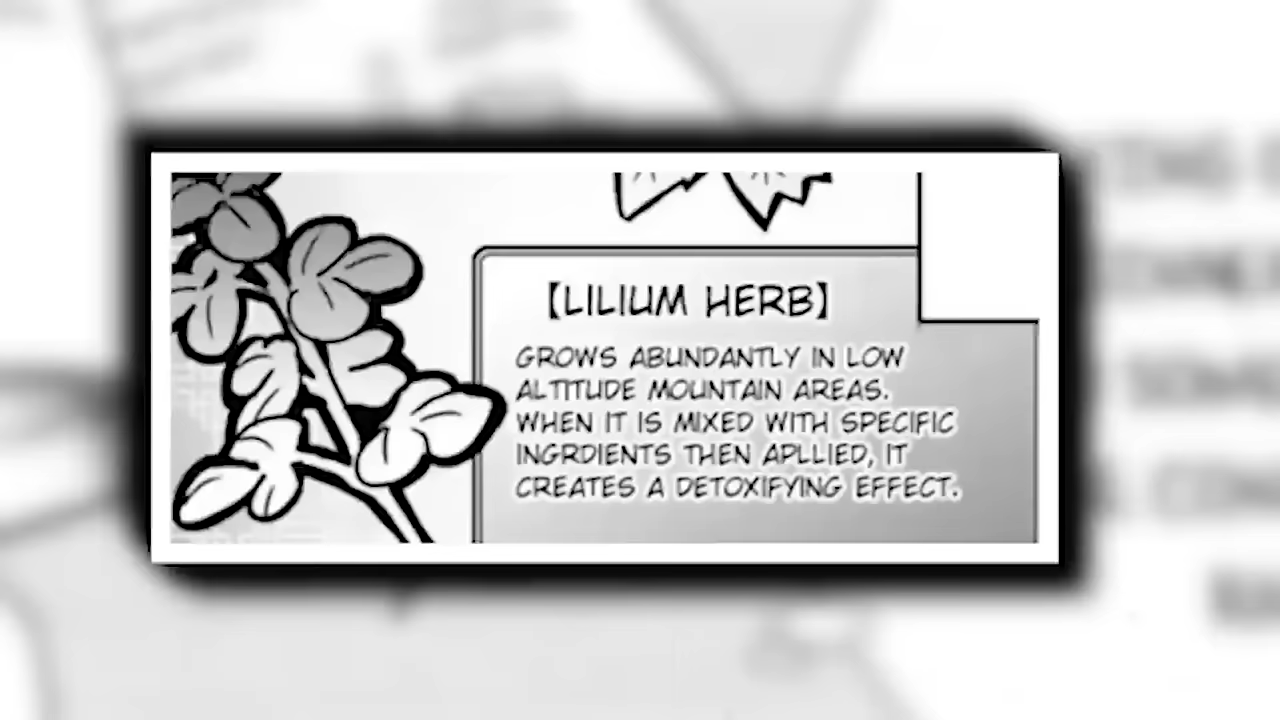 【LILIUM HERB】
GROWS ABUNDANTLY IN LOW
ALTITUDE MOUNTAIN AREAS.
WHEN IT IS MIXED WITH SPECIFIC
INGRDIENTS THEN APLLIED, IT
CREATES A DETOXIFYING EFFECT.